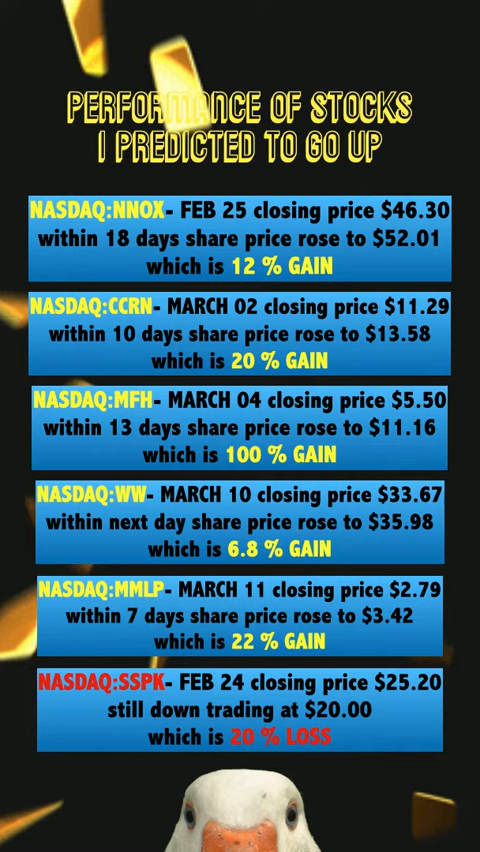 PERFORMANCE OF STOCKS
I PREDICTED TO GO UP
NASDAQ:NNOX- FEB 25 closing price $46.30
within 18 days share price rose to $52.01
which is 12 % GAIN
NASDAQ:CCRN- MARCH 02 closing price $11.29
within 10 days share price rose to $13.58
which is 20 % GAIN
NASDAQ:MFH- MARCH 04 closing price $5.50
within 13 days share price rose to $11.16
which is 100 % GAIN
NASDAQ:WW- MARCH 10 closing price $33.67
within next day share price rose to $35.98
which is 6.8 % GAIN
NASDAQ:MMLP- MARCH 11 closing price $2.79
within 7 days share price rose to $3.42
which is 22 % GAIN
NASDAQ:SSPK- FEB 24 closing price $25.20
still down trading at $20.00
which is 20 % LOSS